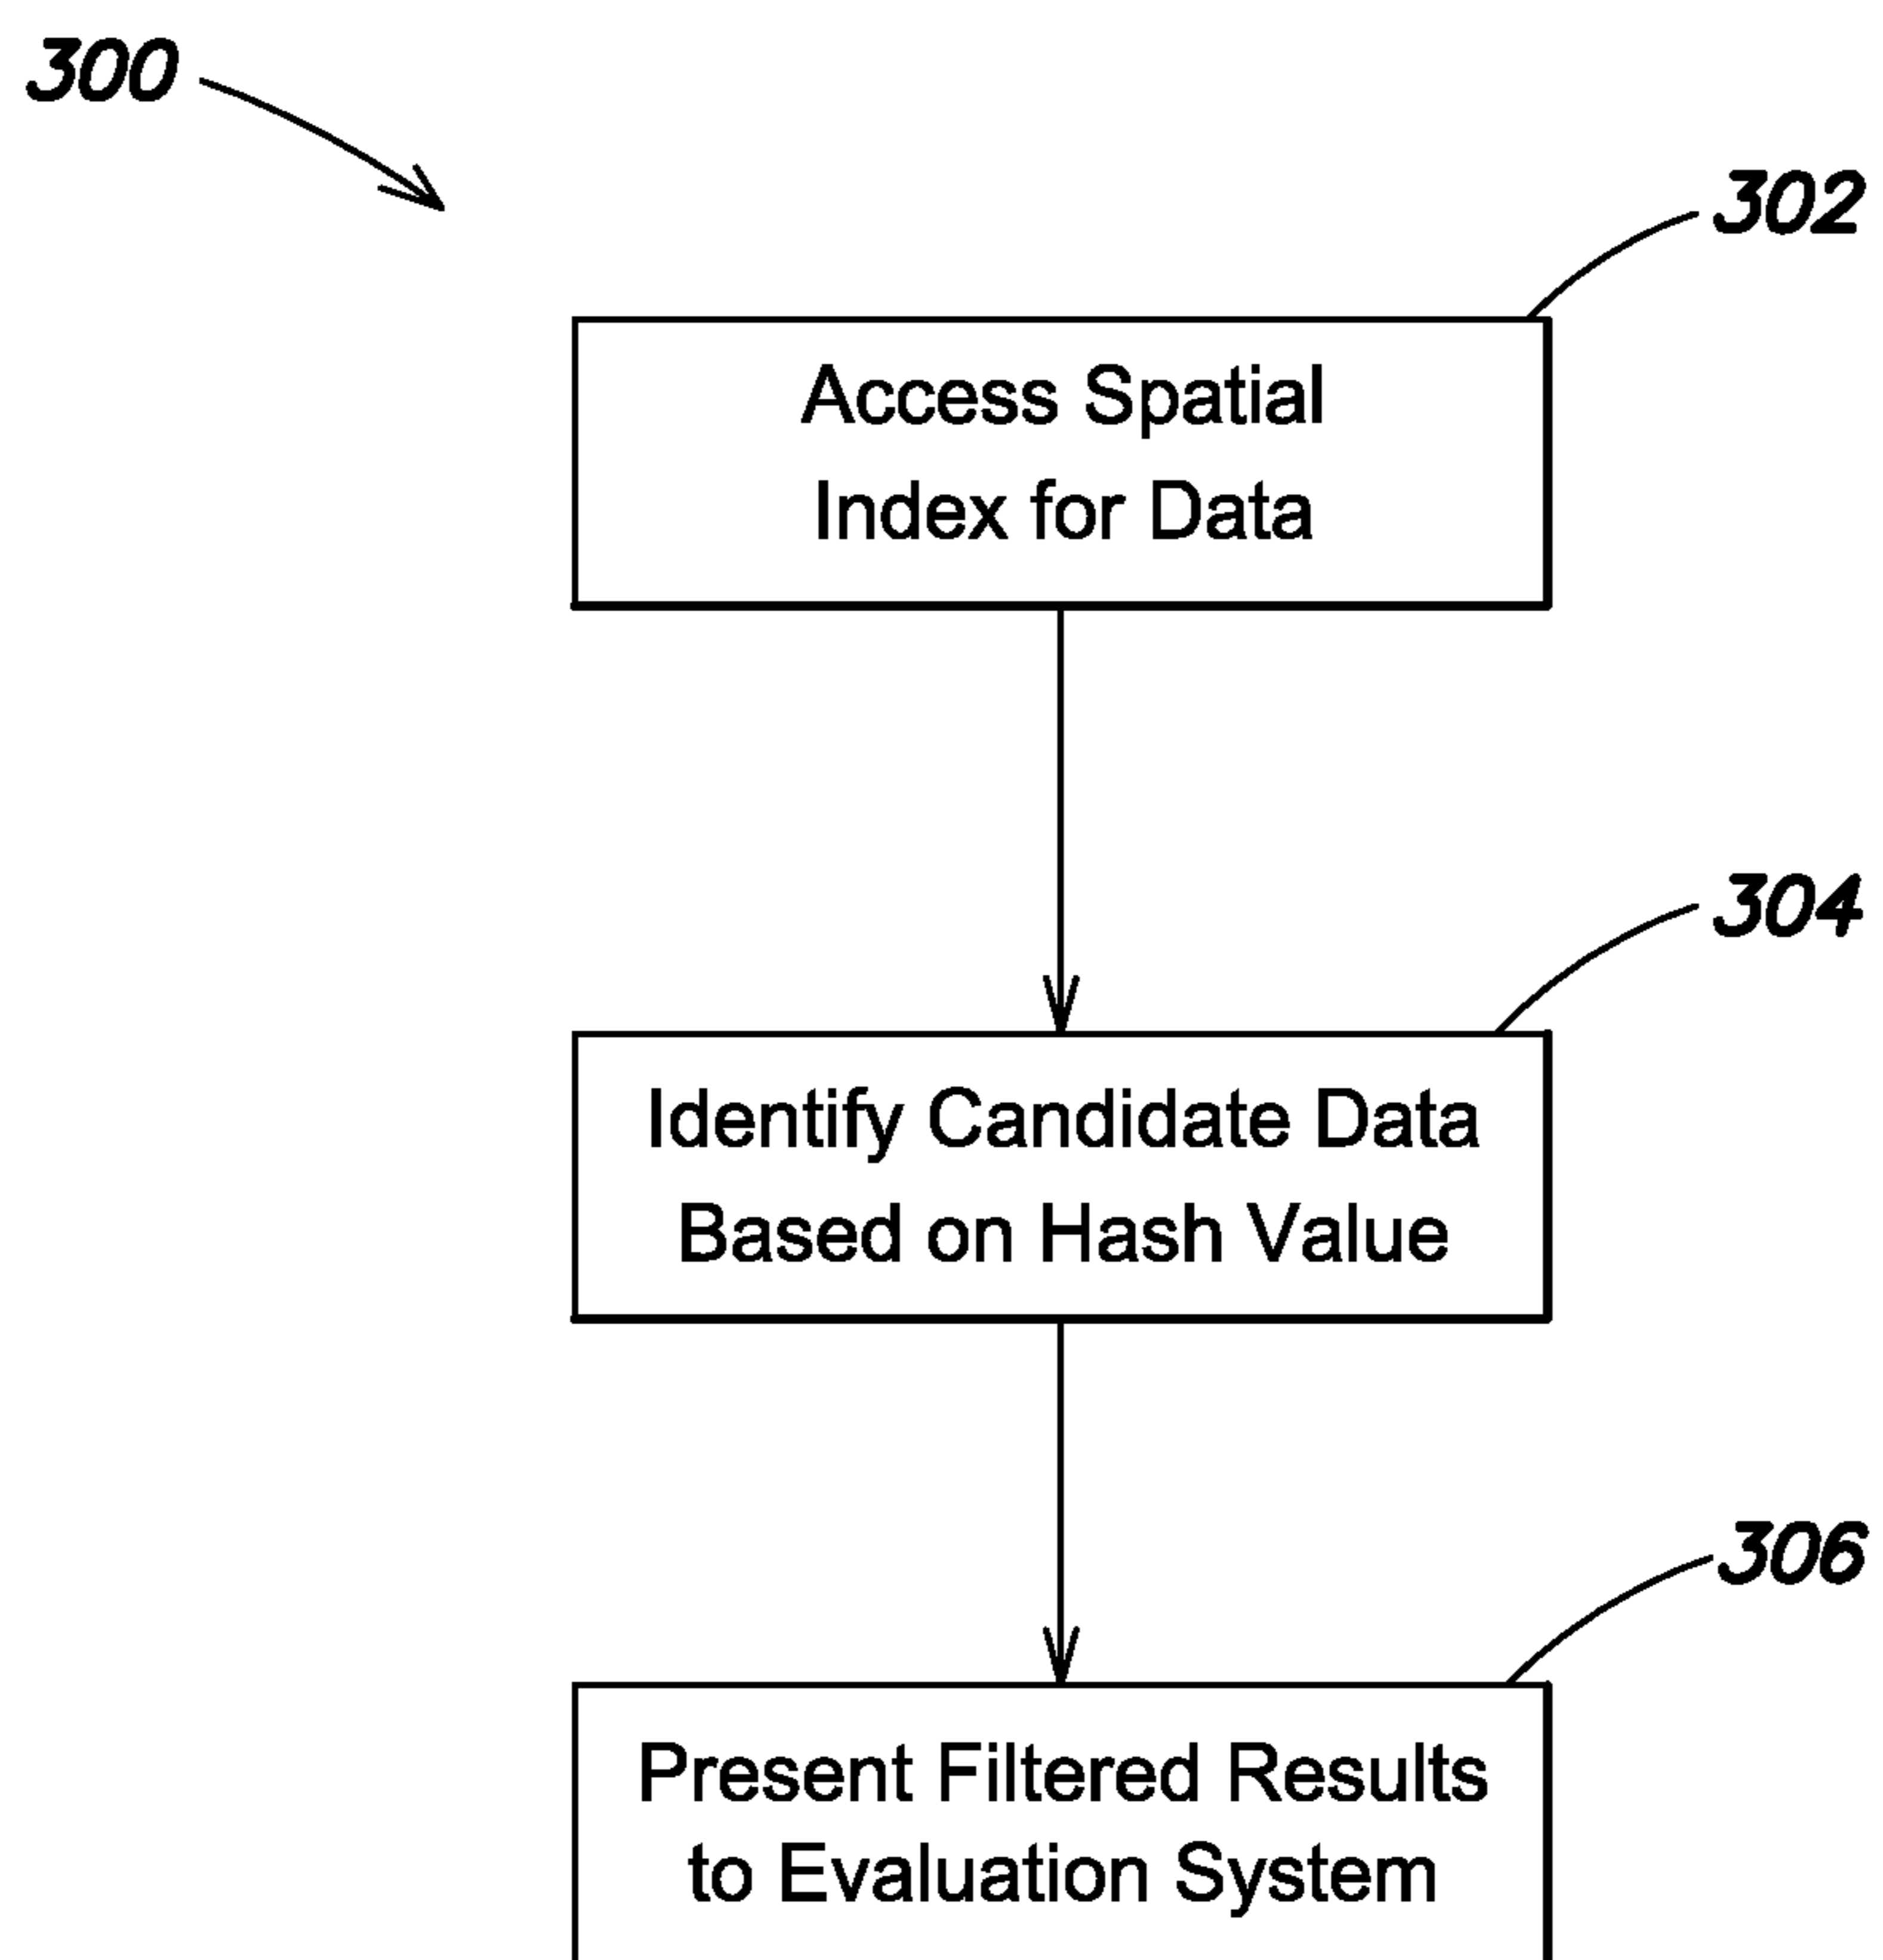 300
302
Access Spatial
Index for Data
304
Identify Candidate Data
Based on Hash Value
306
Present Filtered Results
to Evaluation System